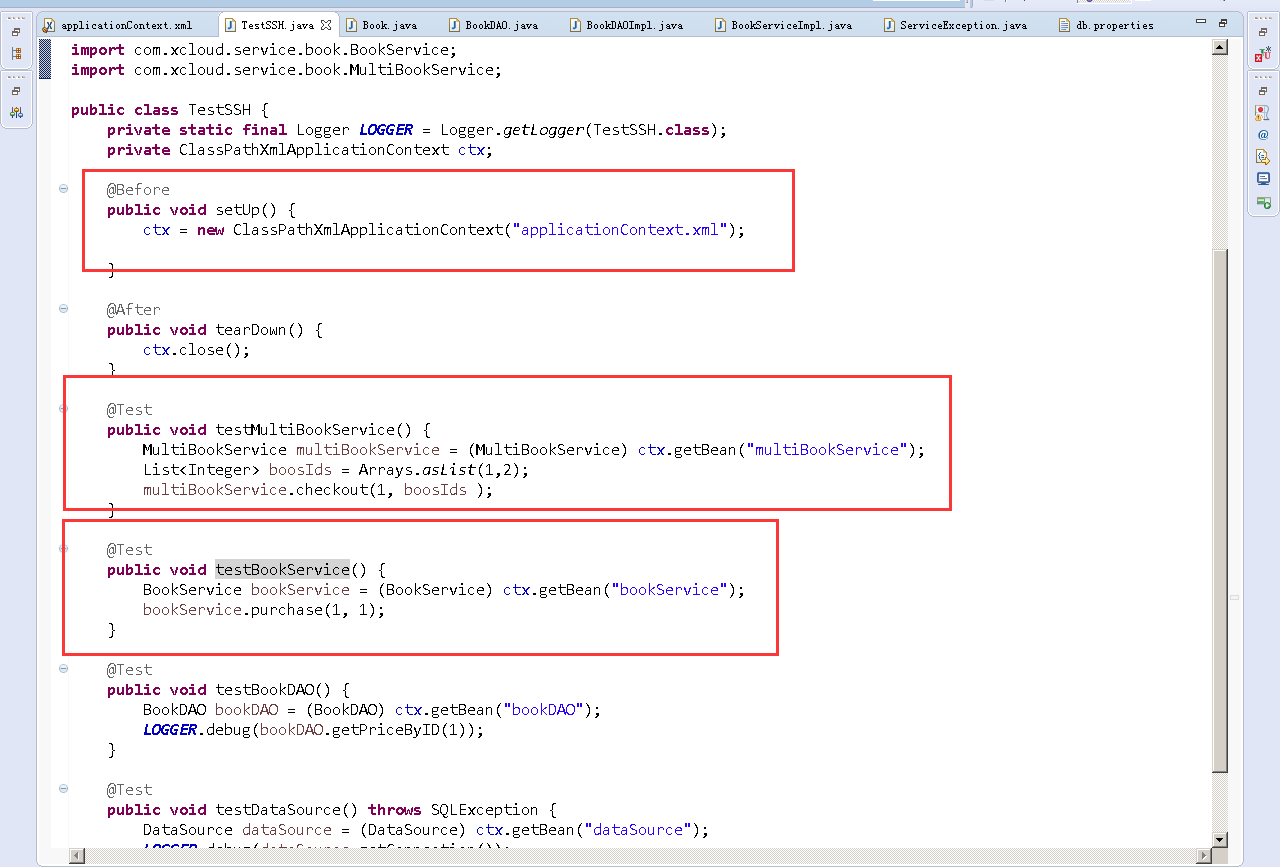 applicationContext.xml TestSSH.java Book.java BookDAO.java BookDAOImpl.java BookServiceImpl.java ServiceException.java db.properties
import com.xcloud.service.book.BookService;
import com.xcloud.service.book.MultiBookService;
public class TestSSH {
private static final Logger LOGGER = Logger.getLogger(TestSSH.class);
private ClassPathXmlApplicationContext ctx;
@Before
public void setUp() {
ctx = new ClassPathXmlApplicationContext("applicationContext.xml");
}
@After
public void tearDown() {
ctx.close();
}
@Test
public void testMultiBookService() {
MultiBookService multiBookService = (MultiBookService) ctx.getBean("multiBookService");
List<Integer> boosIds = Arrays.asList(1,2);
multiBookService.checkout(1, boosIds );
}
@Test
public void testBookService() {
BookService bookService = (BookService) ctx.getBean("bookService");
bookService.purchase(1, 1);
}
@Test
public void testBookDAO() {
BookDAO bookDAO = (BookDAO) ctx.getBean("bookDAO");
LOGGER.debug(bookDAO.getPriceByID(1));
}
@Test
public void testDataSource() throws SQLException {
DataSource dataSource = (DataSource) ctx.getBean("dataSource");
LOGGER.debug(dataSource.getConnection());